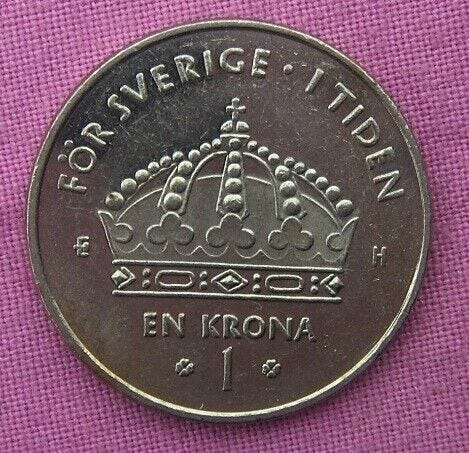 FÖR SVERIGE · I TIDEN
H
EN KRONA
1